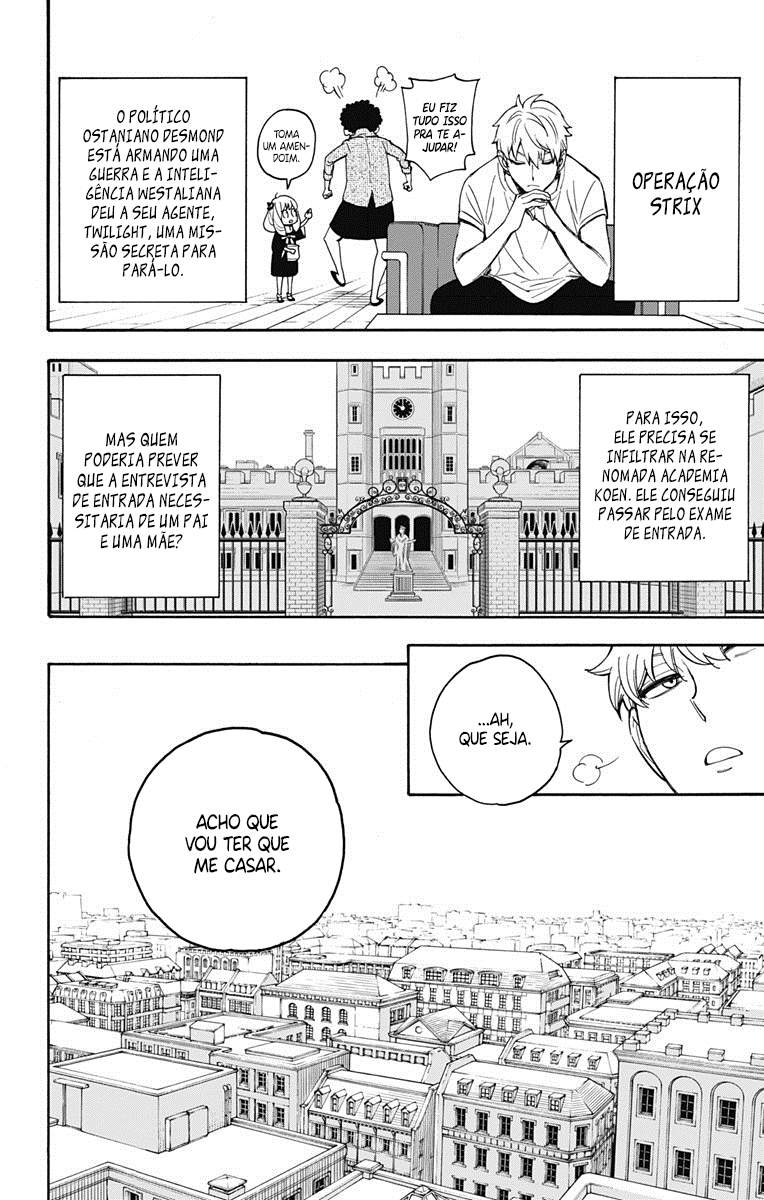 OPERAÇÃO
STRIX
EU FIZ
TUDO ISSO
PRA TE A-
JUDAR!
TOMA
UM AMEN-
DOIM.
O POLÍTICO
OSTANIANO DESMOND
ESTÁ ARMANDO UMA
GUERRA E A INTELI-
GÊNCIA WESTALIANA
DEU A SEU AGENTE,
TWILIGHT, UMA MIS-
SÃO SECRETA PARA
PARÁ-LO.
PARA ISSO,
ELE PRECISA SE
INFILTRAR NA RE-
NOMADA ACADEMIA
KOEN. ELE CONSEGUIU
PASSAR PELO EXAME
DE ENTRADA.
MAS QUEM
PODERIA PREVER
QUE A ENTREVISTA
DE ENTRADA NECES-
SITARIA DE UM PAI
E UMA MÃE?
...AH,
QUE SEJA.
ACHO QUE
VOU TER QUE
ME CASAR.